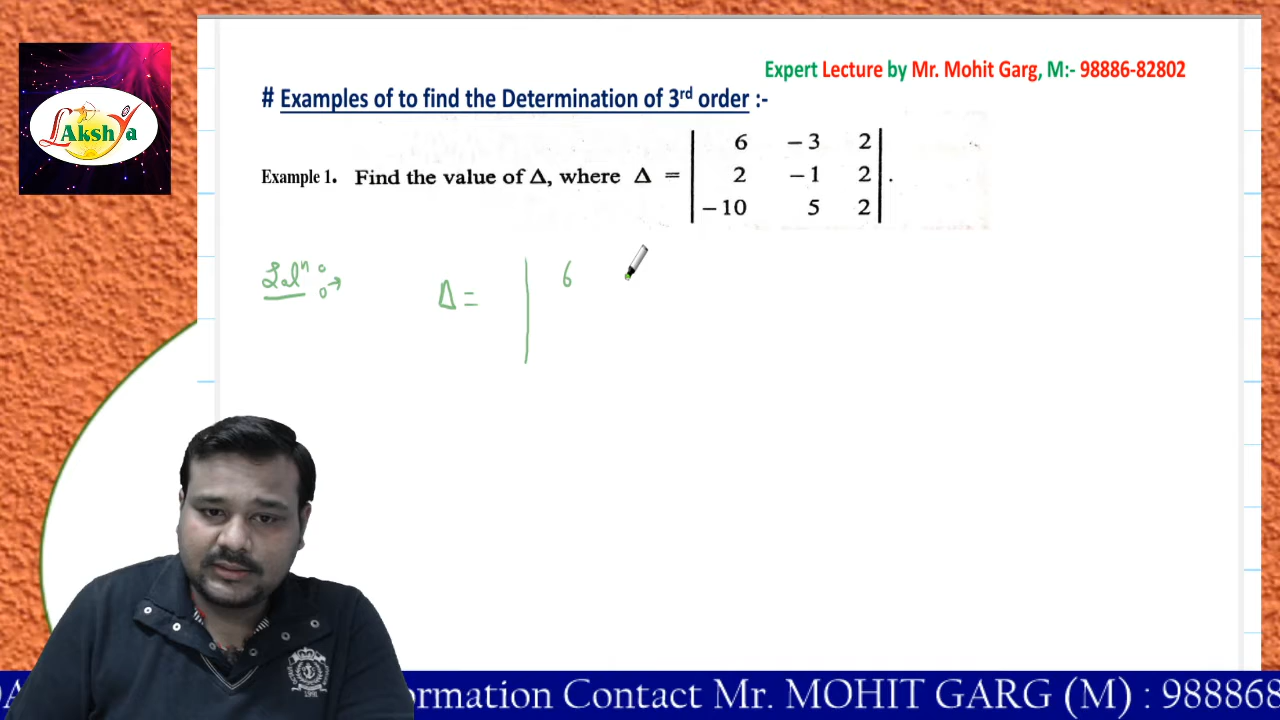 LAkshya
Expert Lecture by Mr. Mohit Garg, M:- 98886-82802
# Examples of to find the Determination of 3rd order :-
Example 1. Find the value of Δ, where Δ = | 6 −3 2 |
| 2 −1 2 | .
| −10 5 2 |
Solⁿ :→ Δ = | 6
ormation Contact Mr. MOHIT GARG (M) : 988868